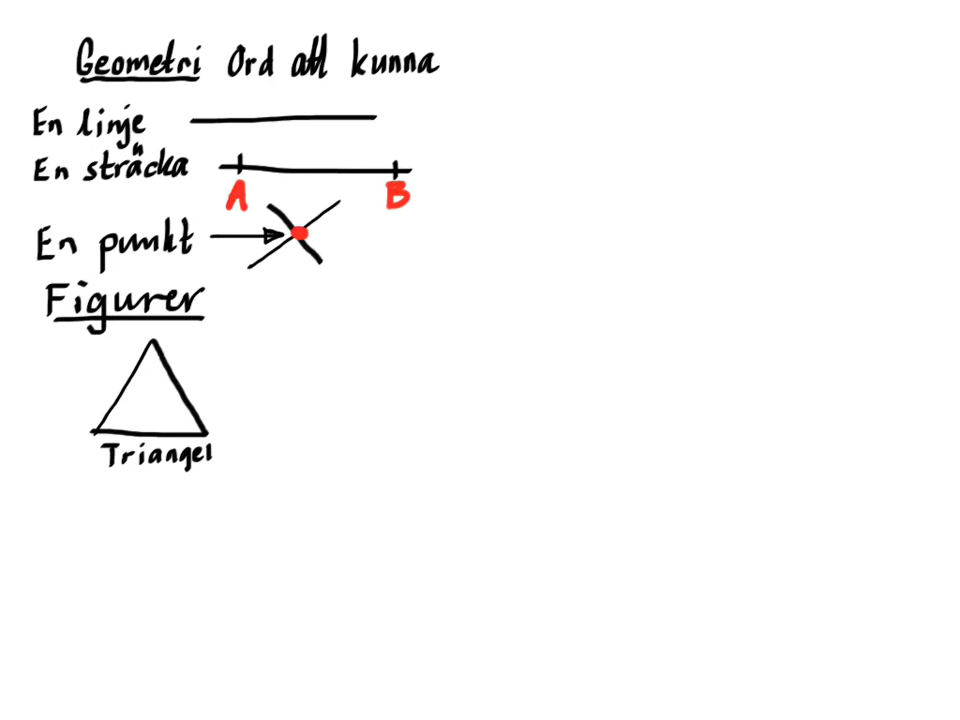 Geometri Ord att kunna
En linje
En sträcka
A B
En punkt
Figurer
Triangel